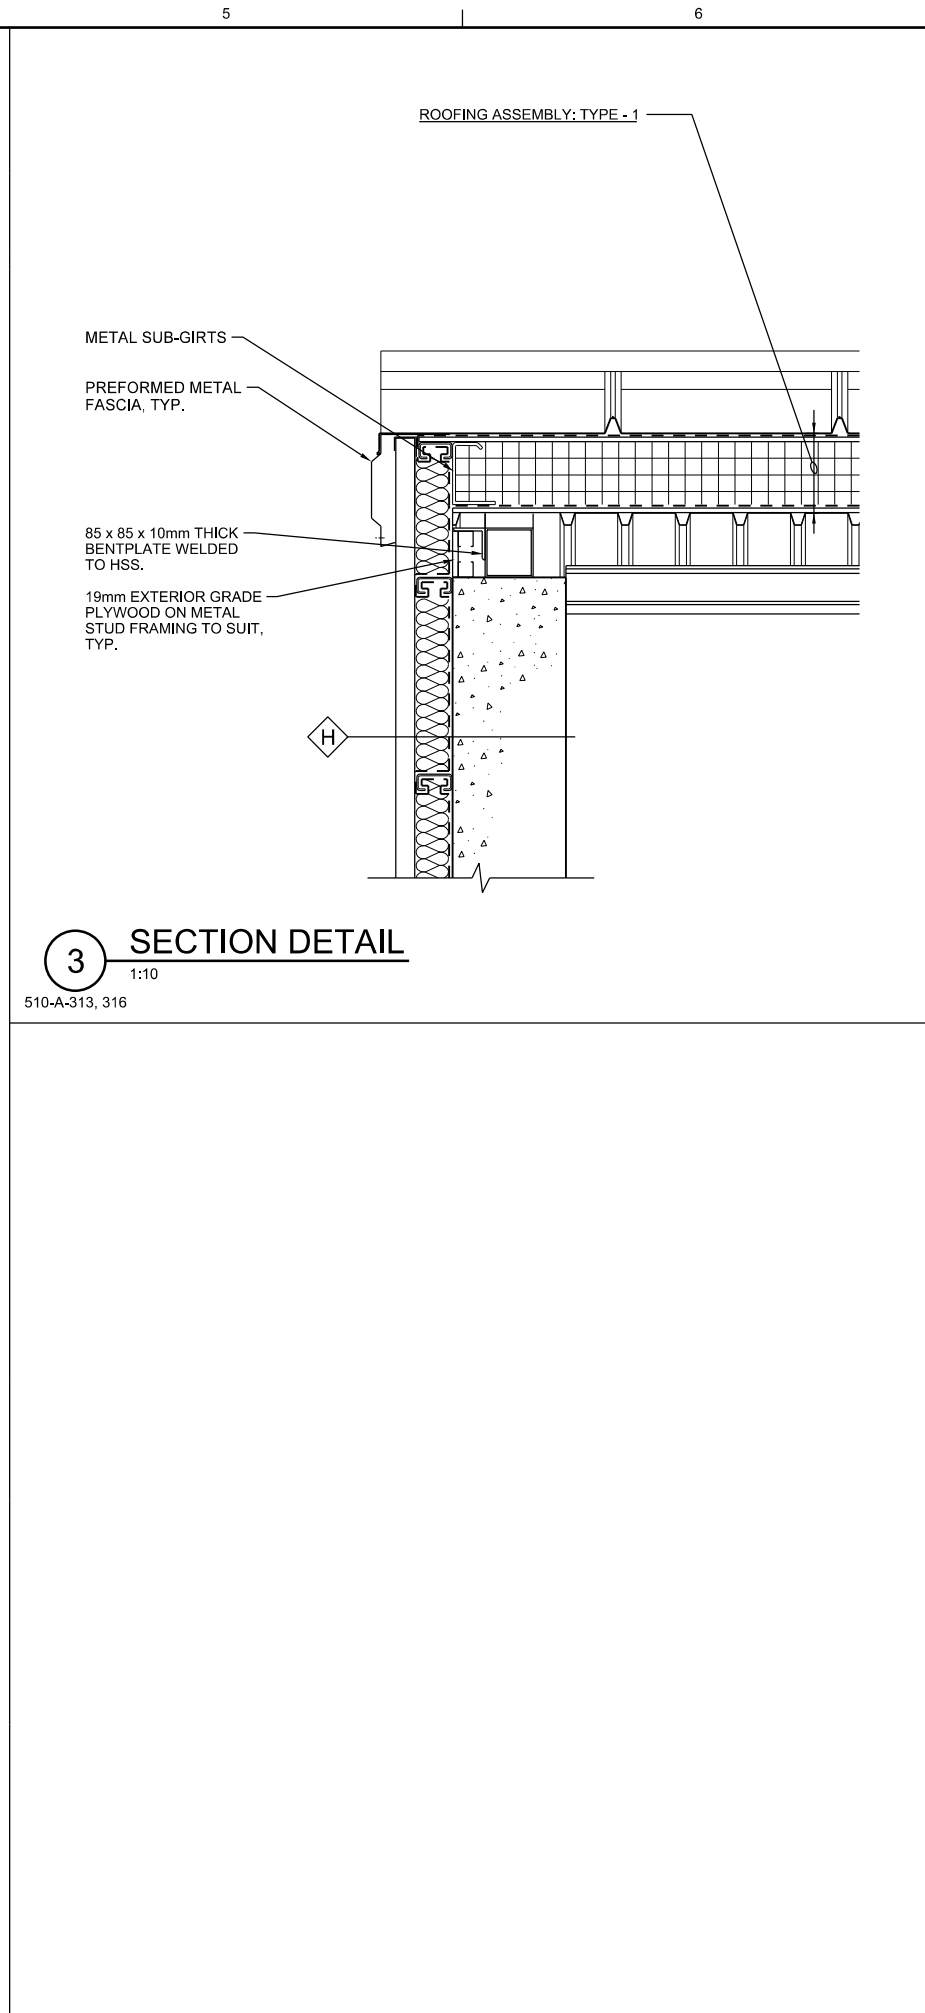 5
6
ROOFING ASSEMBLY: TYPE - 1
METAL SUB-GIRTS
PREFORMED METAL
FASCIA, TYP.
85 x 85 x 10mm THICK
BENTPLATE WELDED
TO HSS.
19mm EXTERIOR GRADE
PLYWOOD ON METAL
STUD FRAMING TO SUIT,
TYP.
H
3
SECTION DETAIL
1:10
510-A-313, 316